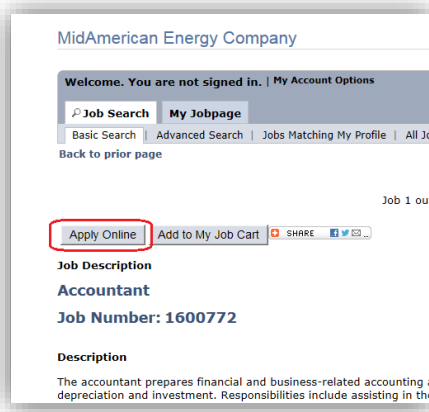 MidAmerican Energy Company
Welcome. You are not signed in. | My Account Options
Job Search My Jobpage
Basic Search | Advanced Search | Jobs Matching My Profile | All
Back to prior page
Job 1
Apply Online Add to My Job Cart SHARE
Job Description
Accountant
Job Number: 1600772
Description
The accountant prepares financial and business-related accounting
depreciation and investment. Responsibilities include assisting in